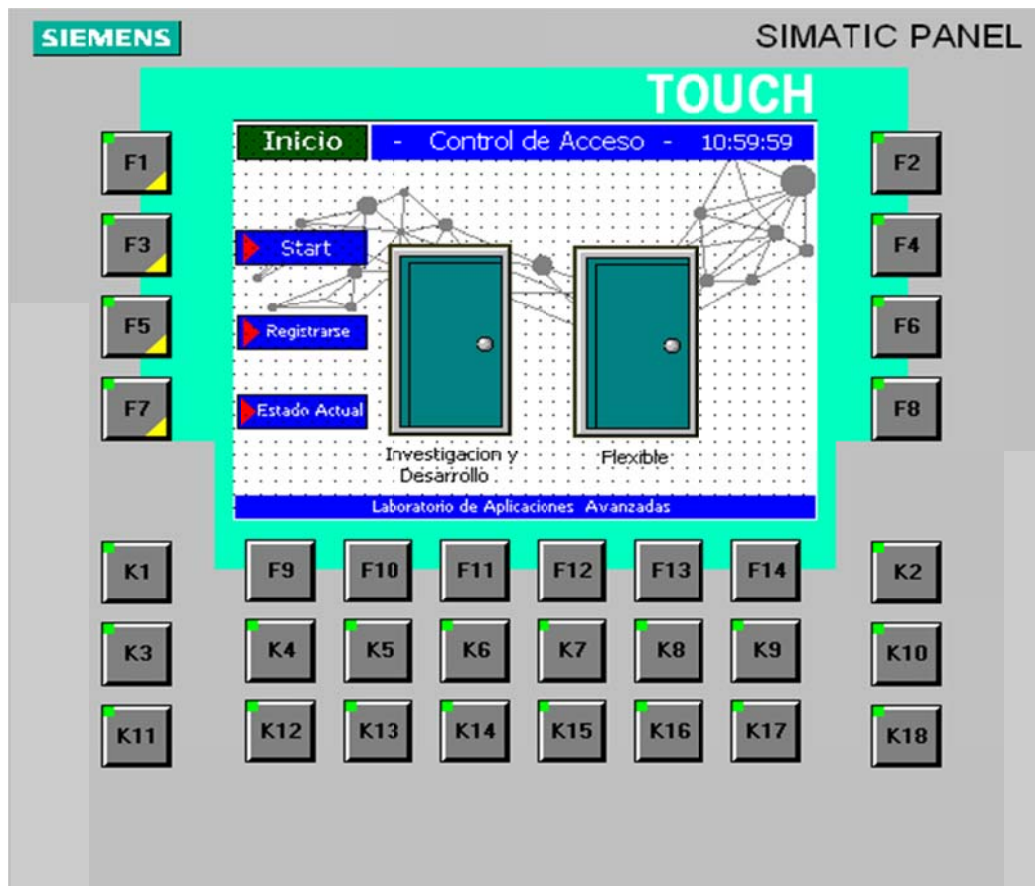 SIEMENS
SIMATIC PANEL
TOUCH
Inicio - Control de Acceso - 10:59:59
F1
F2
F3
Start
F4
F5
Registrarse
F6
F7
Estado Actual
F8
Investigacion y
Desarrollo
Flexible
Laboratorio de Aplicaciones Avanzadas
K1 F9 F10 F11 F12 F13 F14 K2
K3 K4 K5 K6 K7 K8 K9 K10
K11 K12 K13 K14 K15 K16 K17 K18